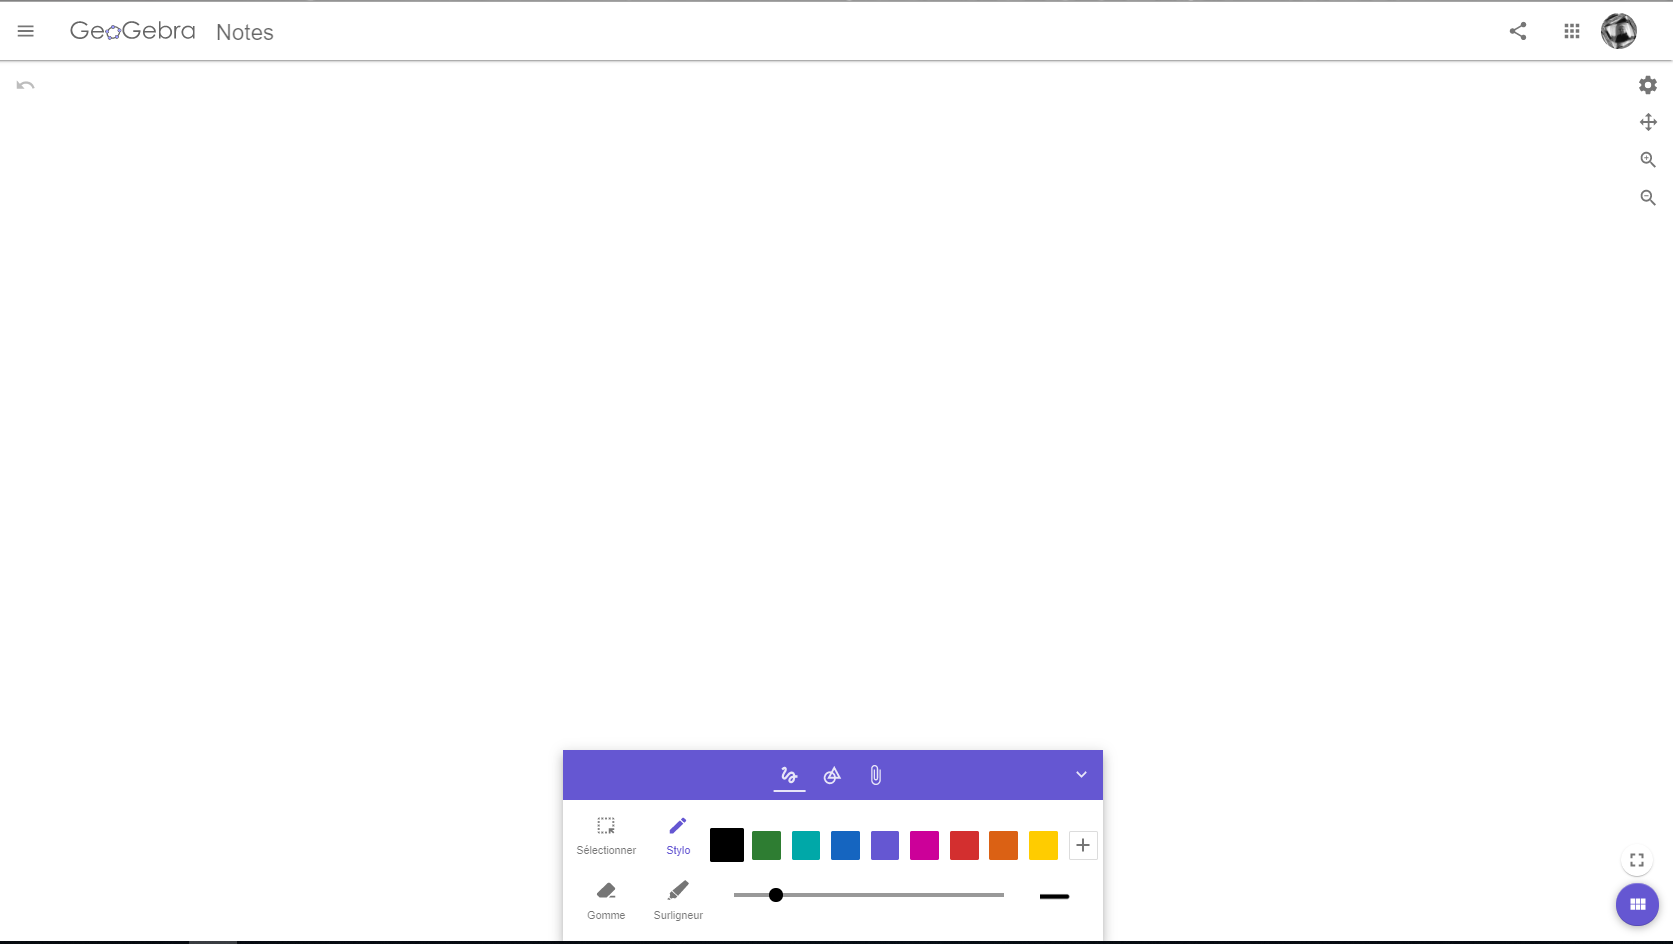 GeoGebra Notes
Sélectionner Stylo
Gomme Surligneur